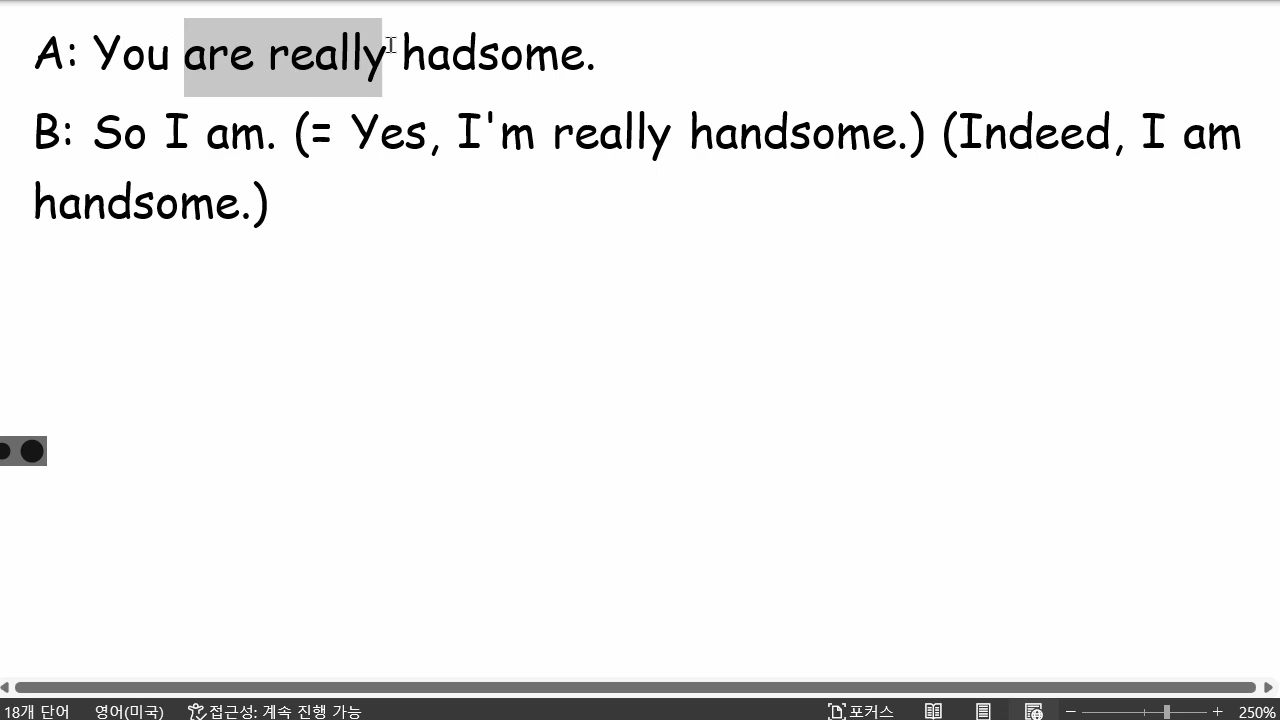 A: You are really hadsome.
B: So I am. (= Yes, I'm really handsome.) (Indeed, I am
handsome.)
18개 단어 영어(미국) 접근성: 계속 진행 가능 포커스 250%